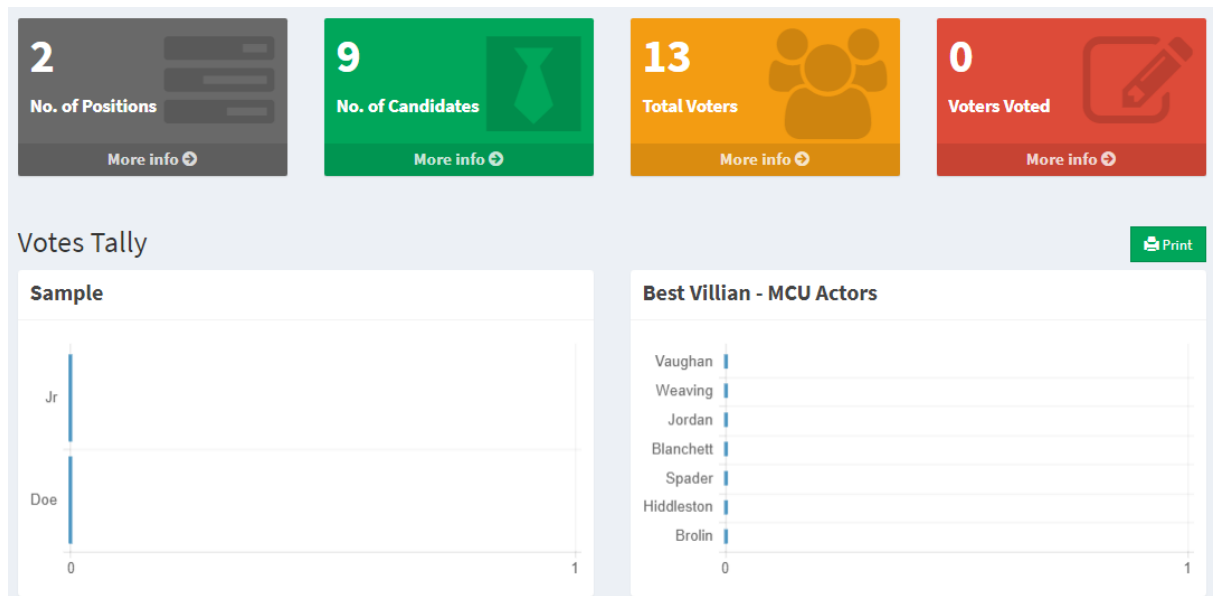 2
No. of Positions
More info
9
No. of Candidates
More info
13
Total Voters
More info
0
Voters Voted
More info
Votes Tally
Print
Sample
Jr
Doe
0 1
Best Villian - MCU Actors
Vaughan
Weaving
Jordan
Blanchett
Spader
Hiddleston
Brolin
0 1